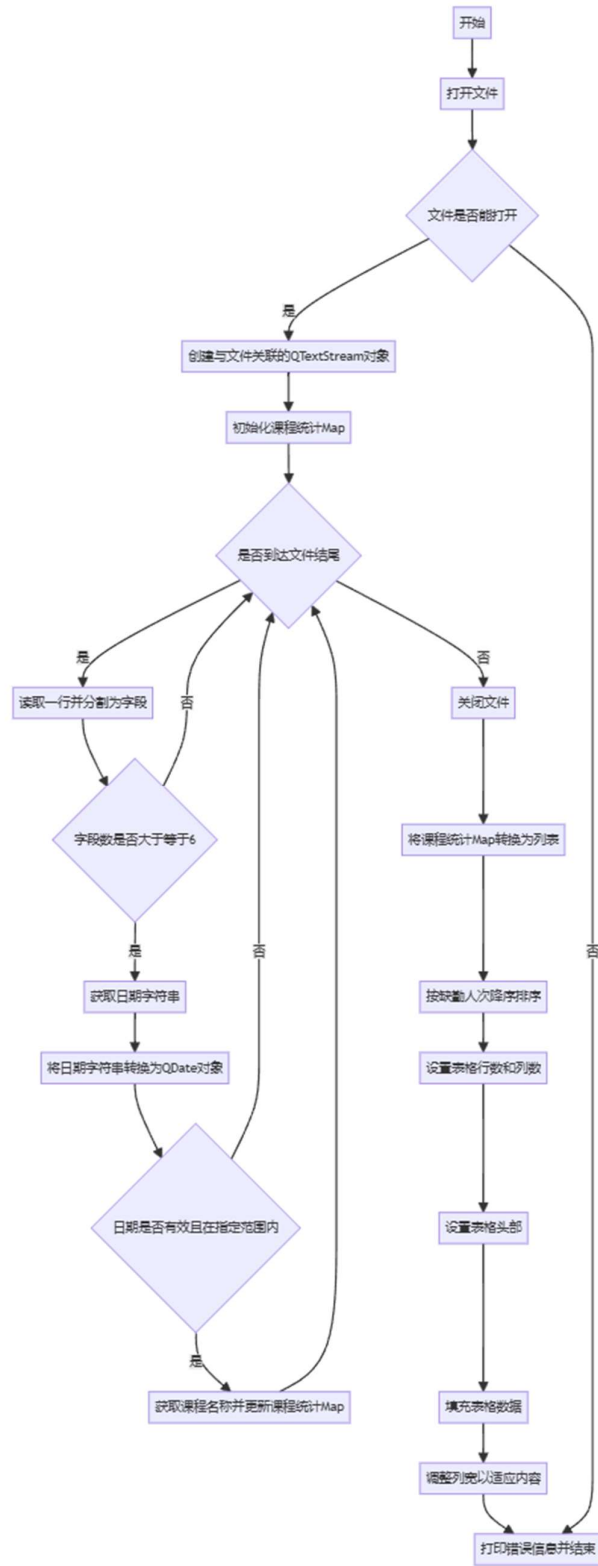 开始
打开文件
文件是否能打开
是
创建与文件关联的QTextStream对象
初始化课程统计Map
是否到达文件结尾
是
否
读取一行并分割为字段
否
关闭文件
字段数是否大于等于6
将课程统计Map转换为列表
是
否
否
获取日期字符串
按缺勤人次降序排序
将日期字符串转换为QDate对象
设置表格行数和列数
日期是否有效且在指定范围内
设置表格头部
是
获取课程名称并更新课程统计Map
填充表格数据
调整列宽以适应内容
打印错误信息并结束